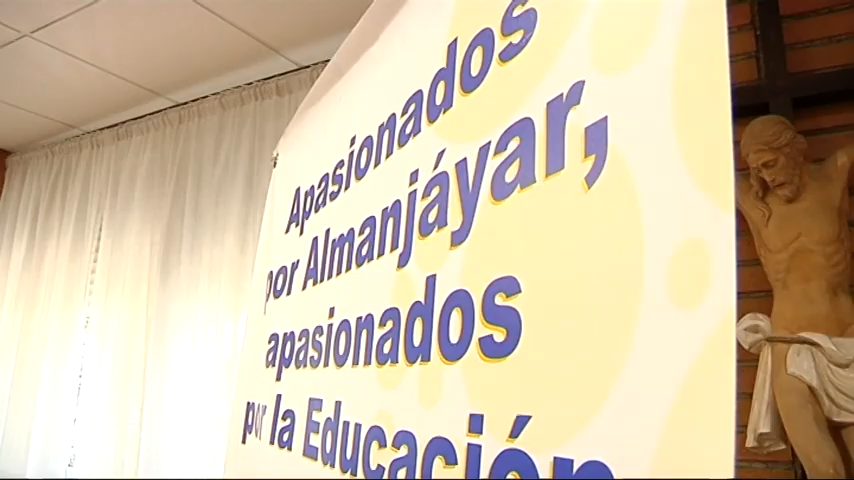 Apasionados
por Almanjáyar,
apasionados
por la Educación